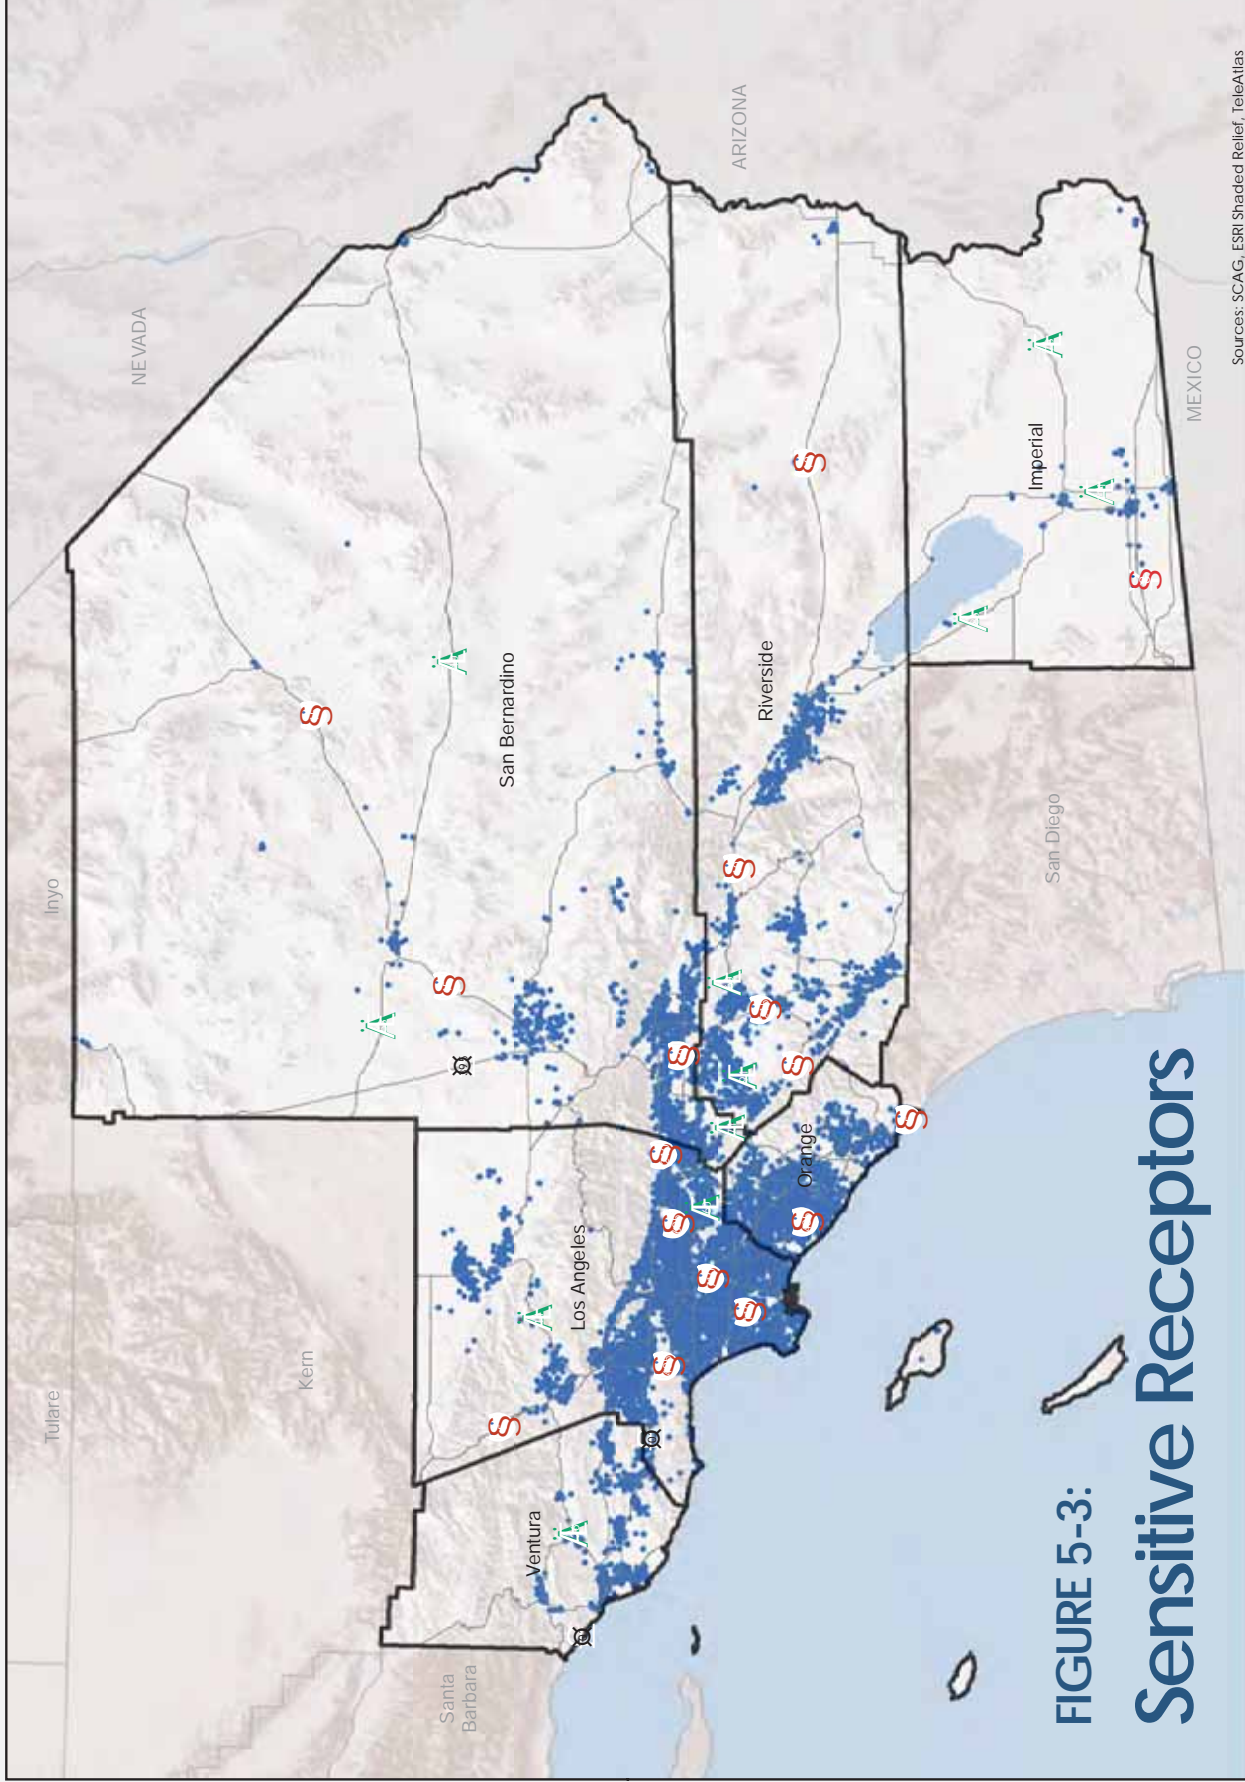 Tulare
Inyo
NEVADA
Kern
Santa
Barbara
San Bernardino
Ventura
Los Angeles
ARIZONA
Riverside
Orange
Imperial
San Diego
MEXICO
FIGURE 5-3:
Sensitive Receptors
Sources: SCAG, ESRI Shaded Relief, TeleAtlas